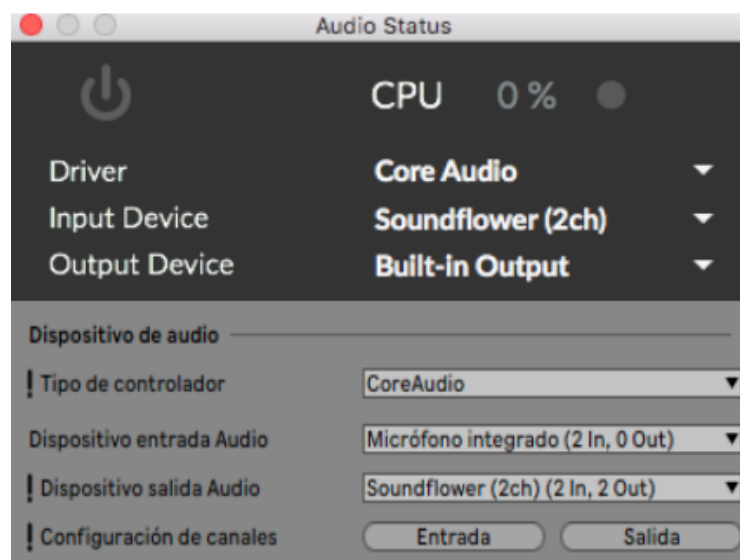 Audio Status
CPU 0 %
Driver Core Audio
Input Device Soundflower (2ch)
Output Device Built-in Output
Dispositivo de audio
! Tipo de controlador CoreAudio
Dispositivo entrada Audio Micrófono integrado (2 In, 0 Out)
! Dispositivo salida Audio Soundflower (2ch) (2 In, 2 Out)
! Configuración de canales Entrada Salida